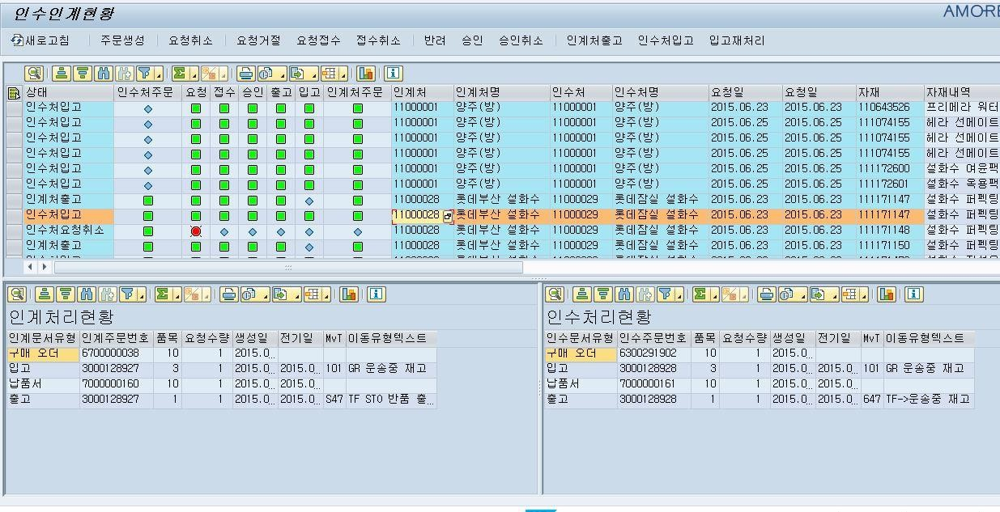 인수인계현황
AMORE
새로고침 주문생성 요청취소 요청거절 요청접수 접수취소 반려 승인 승인취소 인계처출고 인수처입고 입고재처리
상태 인수처주문 요청 접수 승인 출고 입고 인계처주문 인계처 인계처명 인수처 인수처명 요청일 요청일 자재 자재내역
인수처입고 11000001 양주(방) 11000001 양주(방) 2015.06.23 2015.06.23 110643526 프리메라 워터
인수처입고 11000001 양주(방) 11000001 양주(방) 2015.06.25 2015.06.25 111074155 헤라 선메이트
인수처입고 11000001 양주(방) 11000001 양주(방) 2015.06.25 2015.06.25 111074155 헤라 선메이트
인수처입고 11000001 양주(방) 11000001 양주(방) 2015.06.25 2015.06.25 111074155 헤라 선메이트
인수처입고 11000001 양주(방) 11000001 양주(방) 2015.06.25 2015.06.25 111172600 설화수 여윤팩
인수처입고 11000001 양주(방) 11000001 양주(방) 2015.06.25 2015.06.25 111172601 설화수 옥용팩
인계처출고 11000028 롯데부산 설화수 11000029 롯데잠실 설화수 2015.06.23 2015.06.23 111171147 설화수 퍼펙팅
인수처입고 11000028 롯데부산 설화수 11000029 롯데잠실 설화수 2015.06.23 2015.06.23 111171147 설화수 퍼펙팅
인수처요청취소 11000028 롯데부산 설화수 11000029 롯데잠실 설화수 2015.06.23 2015.06.23 111171148 설화수 퍼펙팅
인계처출고 11000028 롯데부산 설화수 11000029 롯데잠실 설화수 2015.06.23 2015.06.23 111171150 설화수 퍼펙팅
인계처리현황
인계문서유형 인계주문번호 품목 요청수량 생성일 전기일 MvT 이동유형텍스트
구매 오더 6700000038 10 1 2015.0…
입고 3000128927 3 1 2015.0… 2015.0… 101 GR 운송중 재고
납품서 7000000160 10 1 2015.0… 2015.0…
출고 3000128927 1 1 2015.0… 2015.0… S47 TF STO 반품 출…
인수처리현황
인수문서유형 인수주문번호 품목 요청수량 생성일 전기일 MvT 이동유형텍스트
구매 오더 6300291902 10 1 2015.0…
입고 3000128928 3 1 2015.0… 2015.0… 101 GR 운송중 재고
납품서 7000000161 10 1 2015.0… 2015.0…
출고 3000128928 1 1 2015.0… 2015.0… 647 TF->운송중 재고